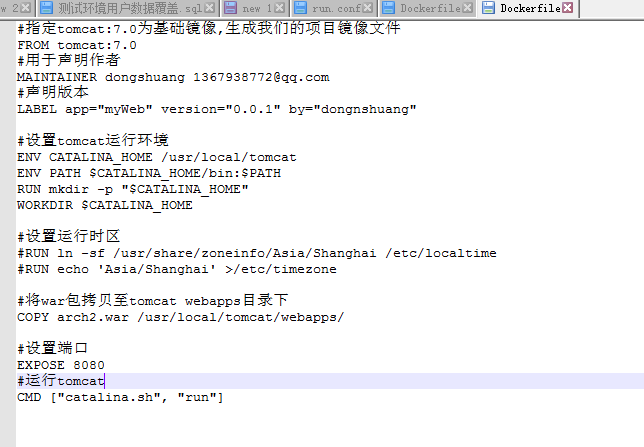 w 2
测试环境用户数据覆盖.sql
new 1
run.conf
Dockerfile
Dockerfile
#指定tomcat:7.0为基础镜像,生成我们的项目镜像文件
FROM tomcat:7.0
#用于声明作者
MAINTAINER dongshuang 1367938772@qq.com
#声明版本
LABEL app="myWeb" version="0.0.1" by="dongnshuang"
#设置tomcat运行环境
ENV CATALINA_HOME /usr/local/tomcat
ENV PATH $CATALINA_HOME/bin:$PATH
RUN mkdir -p "$CATALINA_HOME"
WORKDIR $CATALINA_HOME
#设置运行时区
#RUN ln -sf /usr/share/zoneinfo/Asia/Shanghai /etc/localtime
#RUN echo 'Asia/Shanghai' >/etc/timezone
#将war包拷贝至tomcat webapps目录下
COPY arch2.war /usr/local/tomcat/webapps/
#设置端口
EXPOSE 8080
#运行tomcat
CMD ["catalina.sh", "run"]